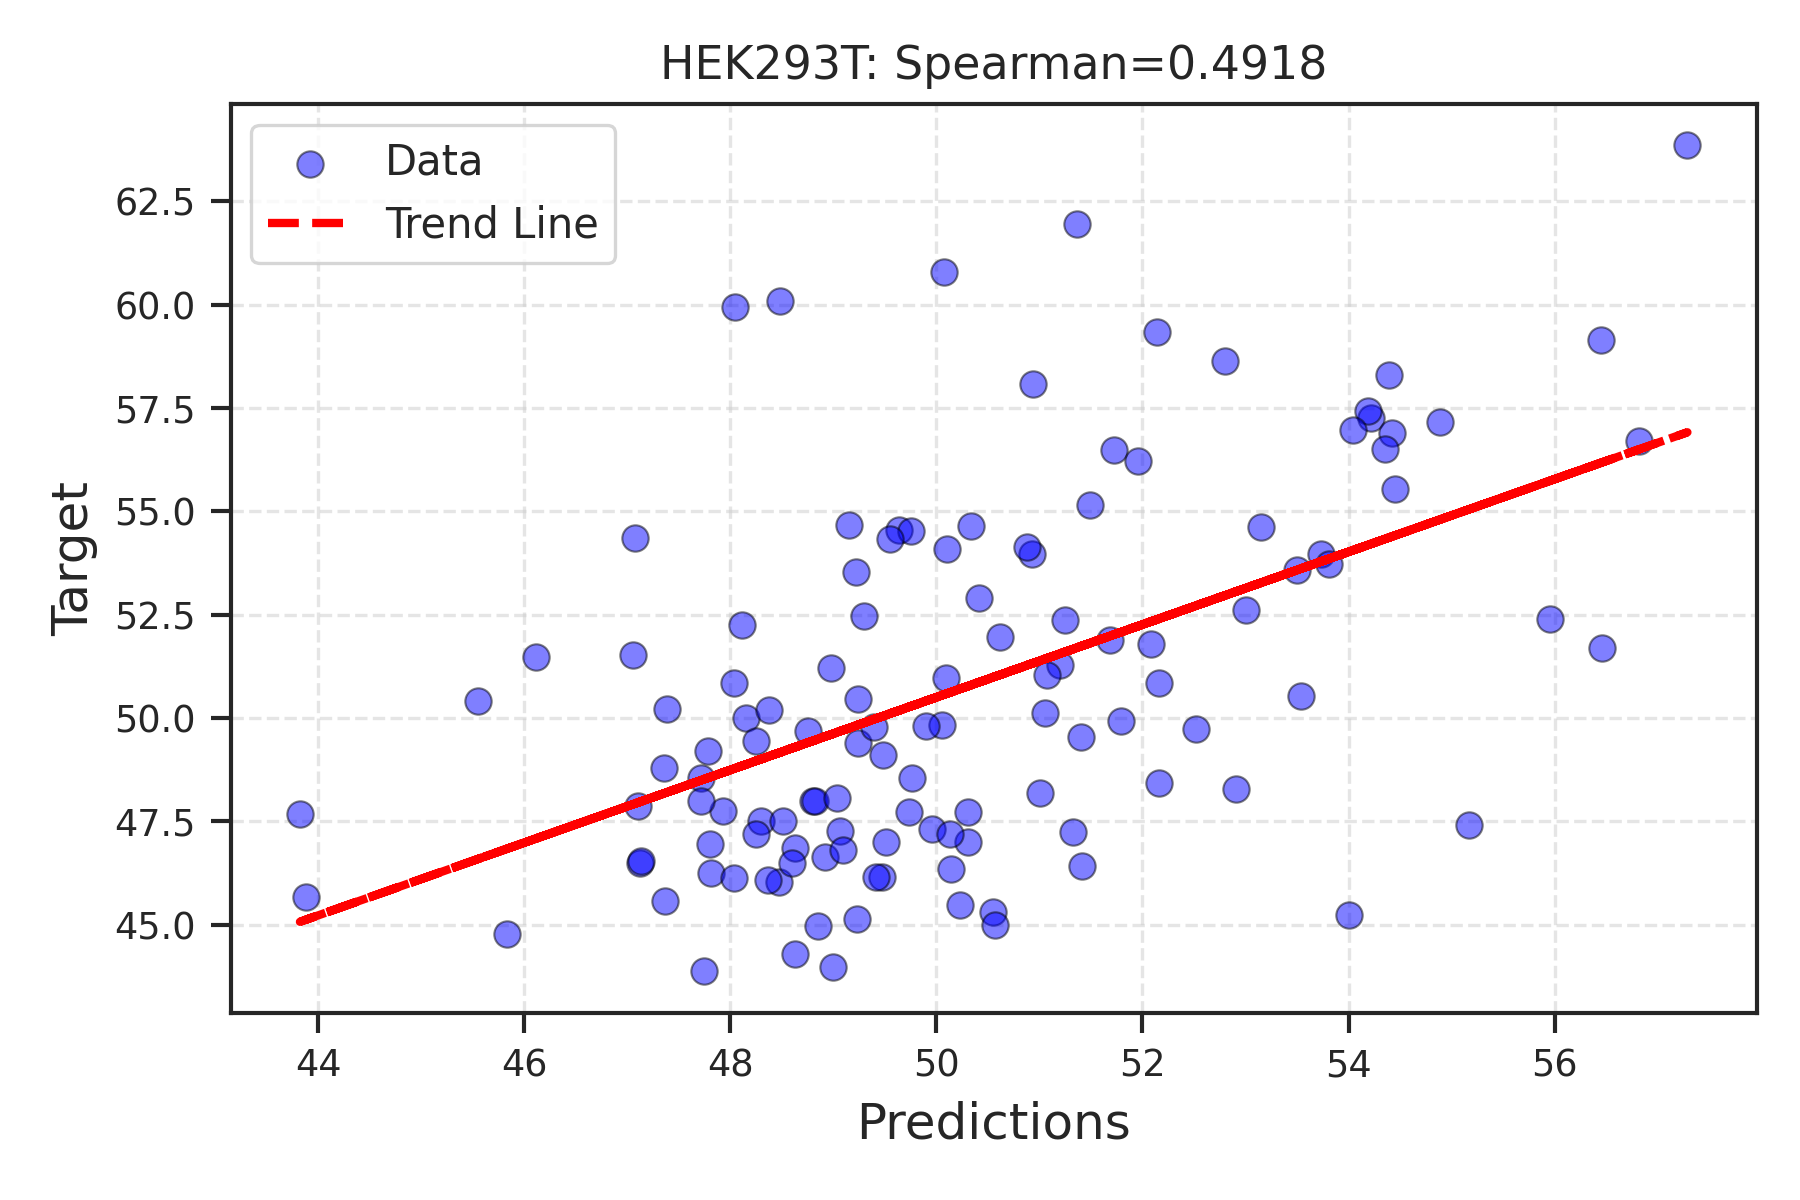 HEK293T: Spearman=0.4918
Data
Trend Line
62.5
60.0
57.5
55.0
52.5
50.0
47.5
45.0
Target
44 46 48 50 52 54 56
Predictions